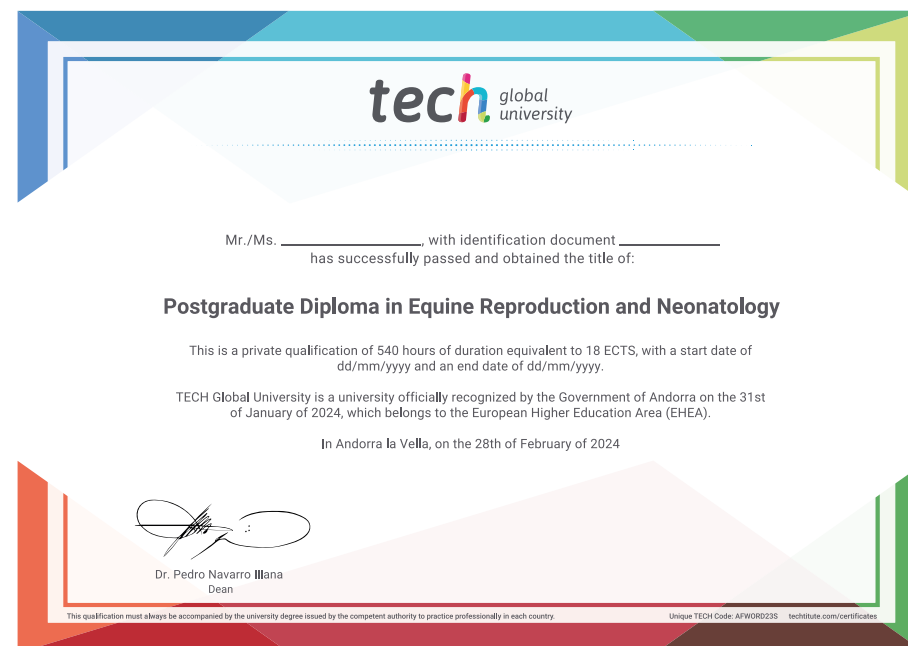 tech global
university
Mr./Ms. ____________, with identification document ____________
has successfully passed and obtained the title of:
Postgraduate Diploma in Equine Reproduction and Neonatology
This is a private qualification of 540 hours of duration equivalent to 18 ECTS, with a start date of
dd/mm/yyyy and an end date of dd/mm/yyyy.
TECH Global University is a university officially recognized by the Government of Andorra on the 31st
of January of 2024, which belongs to the European Higher Education Area (EHEA).
In Andorra la Vella, on the 28th of February of 2024
Dr. Pedro Navarro Illana
Dean
This qualification must always be accompanied by the university degree issued by the competent authority to practice professionally in each country. Unique TECH Code: AFWORD23S techtitute.com/certificates